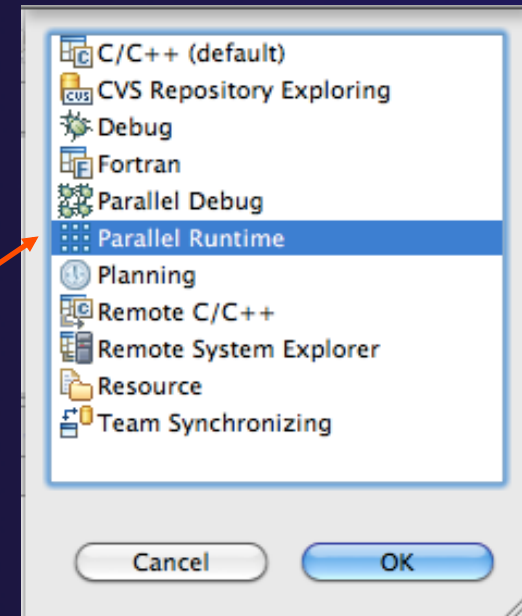 C/C++ (default)
CVS Repository Exploring
Debug
Fortran
Parallel Debug
Parallel Runtime
Planning
Remote C/C++
Remote System Explorer
Resource
Team Synchronizing
Cancel OK